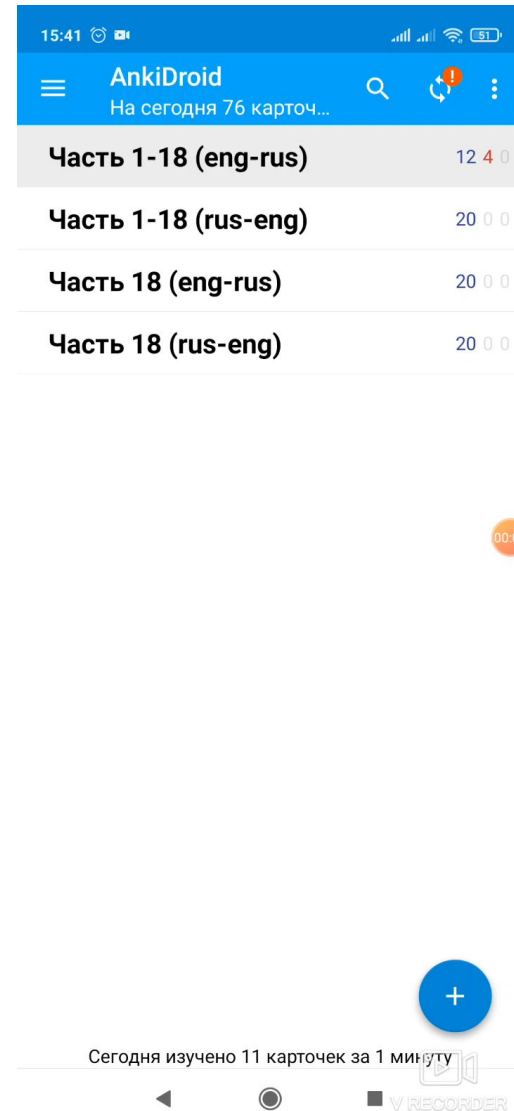 15:41 51
AnkiDroid
На сегодня 76 карточ...
Часть 1-18 (eng-rus) 12 4 0
Часть 1-18 (rus-eng) 20 0 0
Часть 18 (eng-rus) 20 0 0
Часть 18 (rus-eng) 20 0 0
00:
Сегодня изучено 11 карточек за 1 минуту
V RECORDER